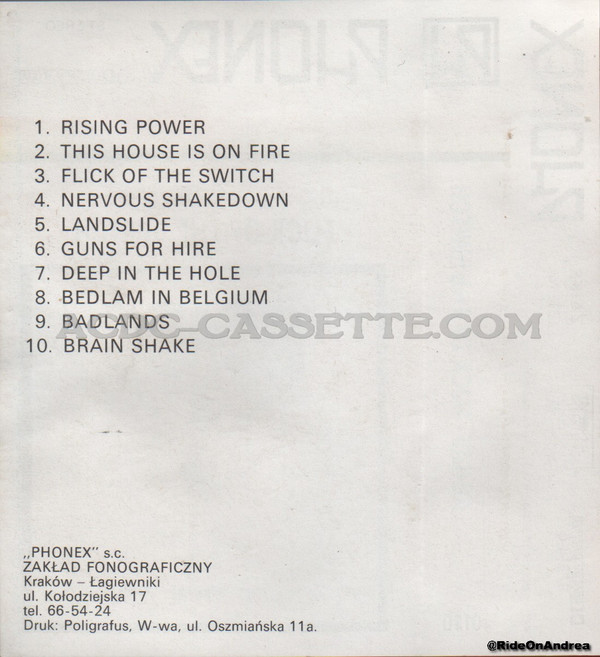 1. RISING POWER
2. THIS HOUSE IS ON FIRE
3. FLICK OF THE SWITCH
4. NERVOUS SHAKEDOWN
5. LANDSLIDE
6. GUNS FOR HIRE
7. DEEP IN THE HOLE
8. BEDLAM IN BELGIUM
9. BADLANDS
ACDC-CASSETTE.COM
10. BRAIN SHAKE
„PHONEX" s.c.
ZAKŁAD FONOGRAFICZNY
Kraków – Łagiewniki
ul. Kołodziejska 17
tel. 66-54-24
Druk: Poligrafus, W-wa, ul. Oszmiańska 11a.
@RideOnAndrea